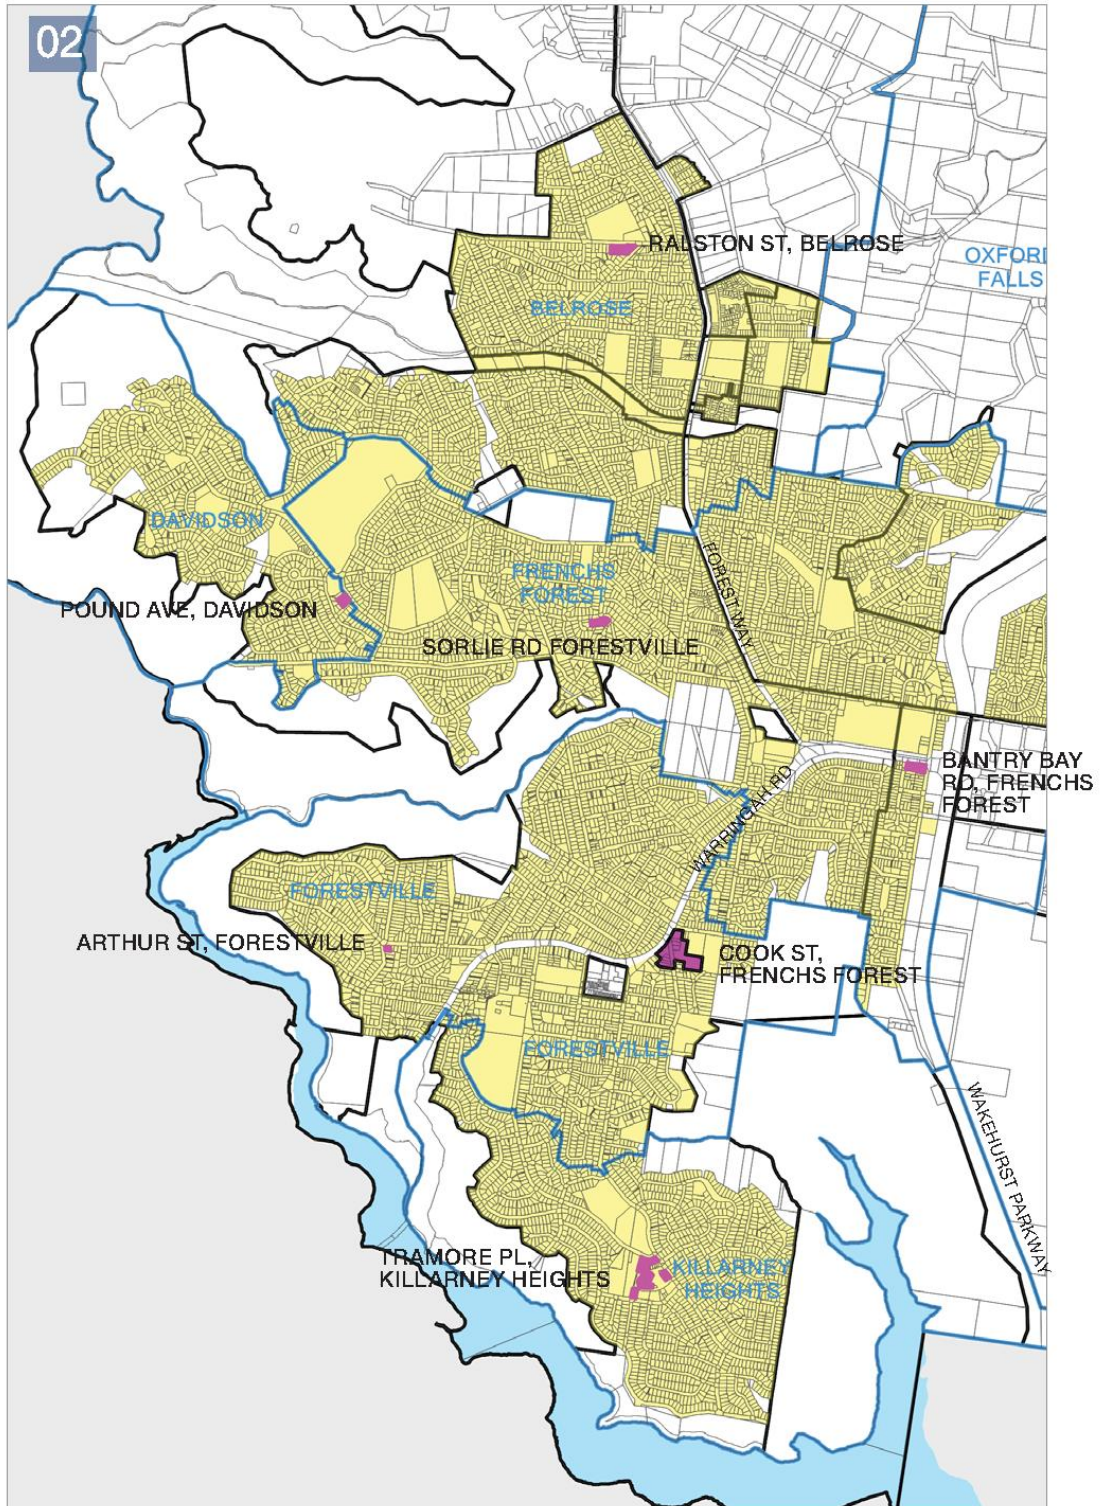 02
RALSTON ST, BELROSE
OXFORD
FALLS
BELROSE
DAVIDSON
FRENCHS
FOREST
FOREST WAY
POUND AVE, DAVIDSON
SORLIE RD FORESTVILLE
BANTRY BAY
RD, FRENCHS
FOREST
WARRINGAH RD
FORESTVILLE
ARTHUR ST, FORESTVILLE
COOK ST,
FRENCHS FOREST
FORESTVILLE
WAKEHURST PARKWAY
TRAMORE PL,
KILLARNEY HEIGHTS
KILLARNEY
HEIGHTS